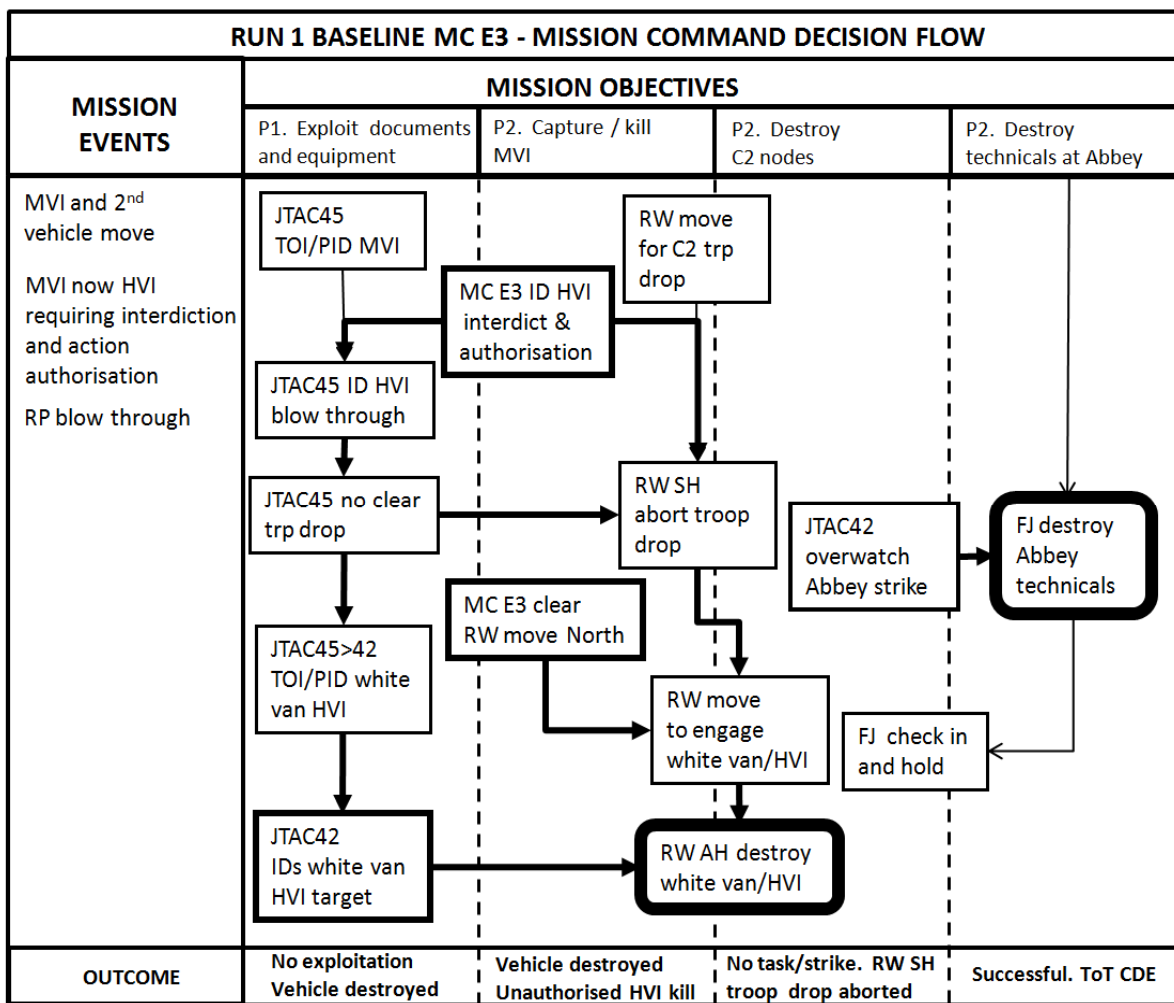 RUN 1 BASELINE MC E3 - MISSION COMMAND DECISION FLOW
MISSION
EVENTS
MISSION OBJECTIVES
P1. Exploit documents
and equipment
P2. Capture / kill
MVI
P2. Destroy
C2 nodes
P2. Destroy
technicals at Abbey
MVI and 2nd
vehicle move
MVI now HVI
requiring interdiction
and action
authorisation
RP blow through
JTAC45
TOI/PID MVI
RW move
for C2 trp
drop
MC E3 ID HVI
interdict &
authorisation
JTAC45 ID HVI
blow through
JTAC45 no clear
trp drop
RW SH
abort troop
drop
JTAC42
overwatch
Abbey strike
FJ destroy
Abbey
technicals
MC E3 clear
RW move North
JTAC45>42
TOI/PID white
van HVI
RW move
to engage
white van/HVI
FJ check in
and hold
JTAC42
IDs white van
HVI target
RW AH destroy
white van/HVI
OUTCOME
No exploitation
Vehicle destroyed
Vehicle destroyed
Unauthorised HVI kill
No task/strike. RW SH
troop drop aborted
Successful. ToT CDE